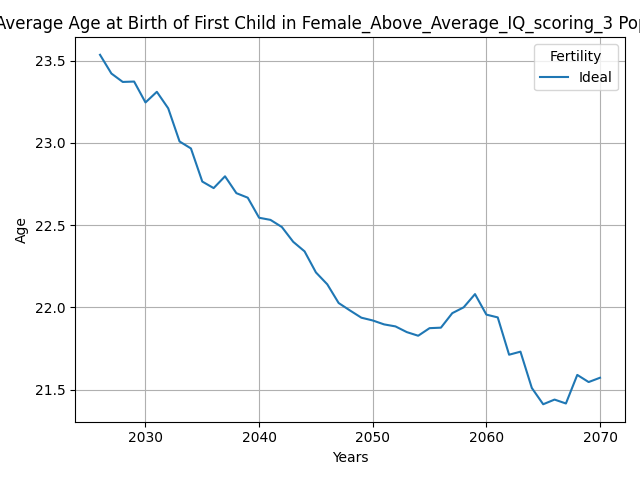 Average Age at Birth of First Child in Female_Above_Average_IQ_scoring_3
Fertility
Ideal
23.5
23.0
22.5
22.0
21.5
Age
2030 2040 2050 2060 2070
Years